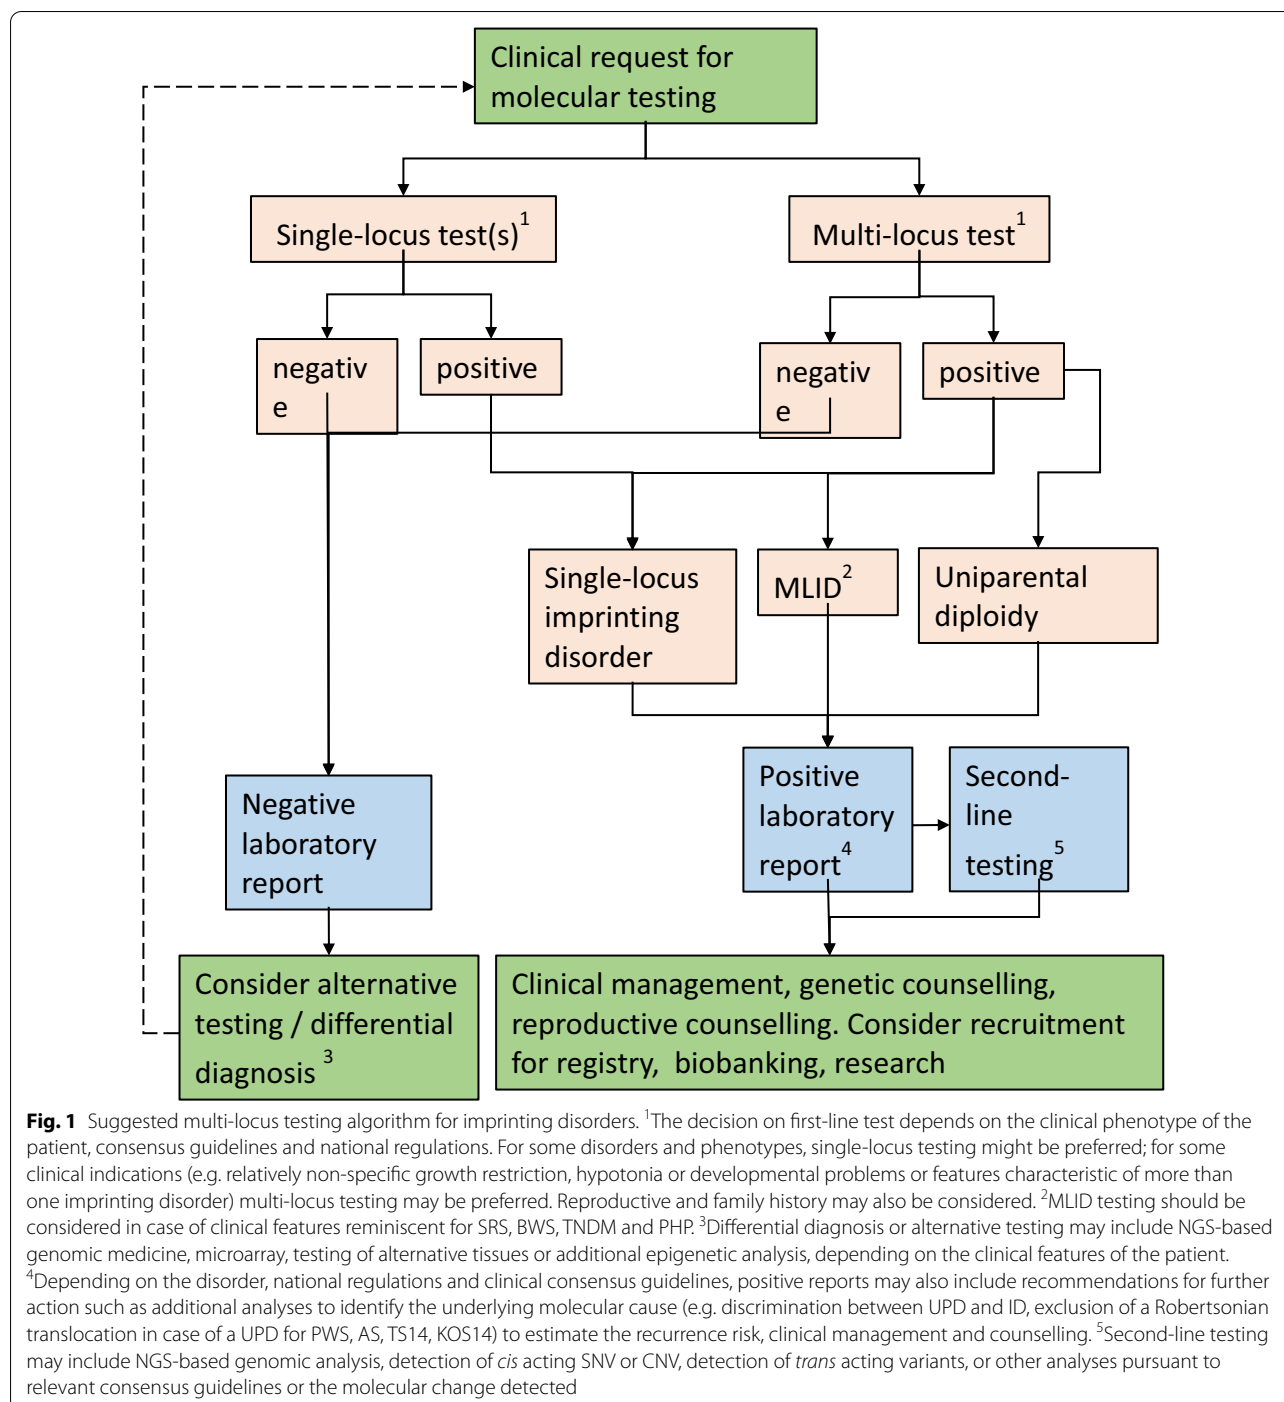 Clinical request for
molecular testing
Single-locus test(s)1
Multi-locus test1
negativ
e
positive
negativ
e
positive
Single-locus
imprinting
disorder
MLID2
Uniparental
diploidy
Negative
laboratory
report
Positive
laboratory
report4
Second-
line
testing5
Consider alternative
testing / differential
diagnosis 3
Clinical management, genetic counselling,
reproductive counselling. Consider recruitment
for registry, biobanking, research
Fig. 1 Suggested multi-locus testing algorithm for imprinting disorders. 1The decision on first-line test depends on the clinical phenotype of the
patient, consensus guidelines and national regulations. For some disorders and phenotypes, single-locus testing might be preferred; for some
clinical indications (e.g. relatively non-specific growth restriction, hypotonia or developmental problems or features characteristic of more than
one imprinting disorder) multi-locus testing may be preferred. Reproductive and family history may also be considered. 2MLID testing should be
considered in case of clinical features reminiscent for SRS, BWS, TNDM and PHP. 3Differential diagnosis or alternative testing may include NGS-based
genomic medicine, microarray, testing of alternative tissues or additional epigenetic analysis, depending on the clinical features of the patient.
4Depending on the disorder, national regulations and clinical consensus guidelines, positive reports may also include recommendations for further
action such as additional analyses to identify the underlying molecular cause (e.g. discrimination between UPD and ID, exclusion of a Robertsonian
translocation in case of a UPD for PWS, AS, TS14, KOS14) to estimate the recurrence risk, clinical management and counselling. 5Second-line testing
may include NGS-based genomic analysis, detection of cis acting SNV or CNV, detection of trans acting variants, or other analyses pursuant to
relevant consensus guidelines or the molecular change detected